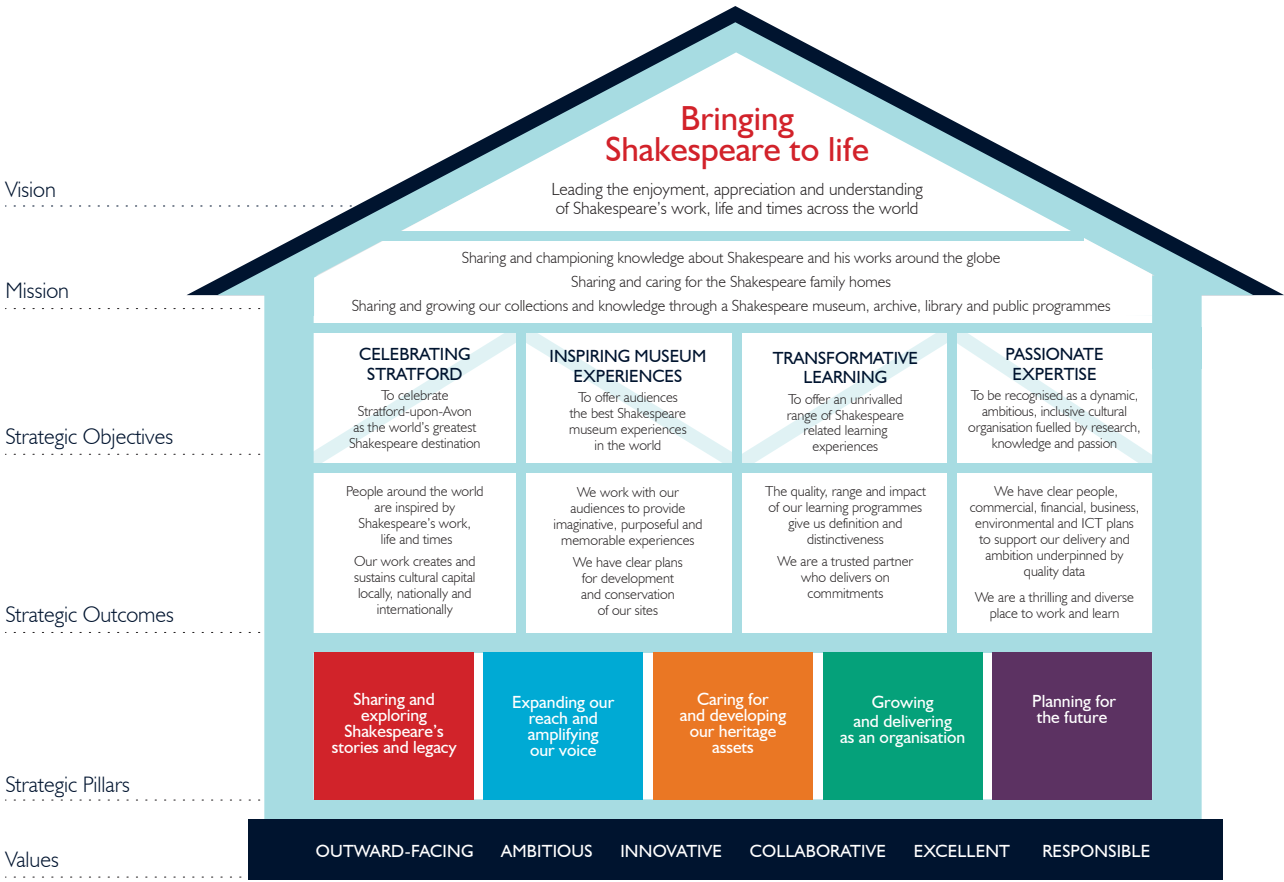 Bringing
Shakespeare to life
Vision
Leading the enjoyment, appreciation and understanding
of Shakespeare's work, life and times across the world
Mission
Sharing and championing knowledge about Shakespeare and his works around the globe
Sharing and caring for the Shakespeare family homes
Sharing and growing our collections and knowledge through a Shakespeare museum, archive, library and public programmes
Strategic Objectives
CELEBRATING
STRATFORD
To celebrate
Stratford-upon-Avon
as the world's greatest
Shakespeare destination
INSPIRING MUSEUM
EXPERIENCES
To offer audiences
the best Shakespeare
museum experiences
in the world
TRANSFORMATIVE
LEARNING
To offer an unrivalled
range of Shakespeare
related learning
experiences
PASSIONATE
EXPERTISE
To be recognised as a dynamic,
ambitious, inclusive cultural
organisation fuelled by research,
knowledge and passion
Strategic Outcomes
People around the world
are inspired by
Shakespeare's work,
life and times
Our work creates and
sustains cultural capital
locally, nationally and
internationally
We work with our
audiences to provide
imaginative, purposeful and
memorable experiences
We have clear plans
for development
and conservation
of our sites
The quality, range and impact
of our learning programmes
give us definition and
distinctiveness
We are a trusted partner
who delivers on
commitments
We have clear people,
commercial, financial, business,
environmental and ICT plans
to support our delivery and
ambition underpinned by
quality data
We are a thrilling and diverse
place to work and learn
Strategic Pillars
Sharing and
exploring
Shakespeare's
stories and legacy
Expanding our
reach and
amplifying
our voice
Caring for
and developing
our heritage
assets
Growing
and delivering
as an organisation
Planning for
the future
Values
OUTWARD-FACING AMBITIOUS INNOVATIVE COLLABORATIVE EXCELLENT RESPONSIBLE